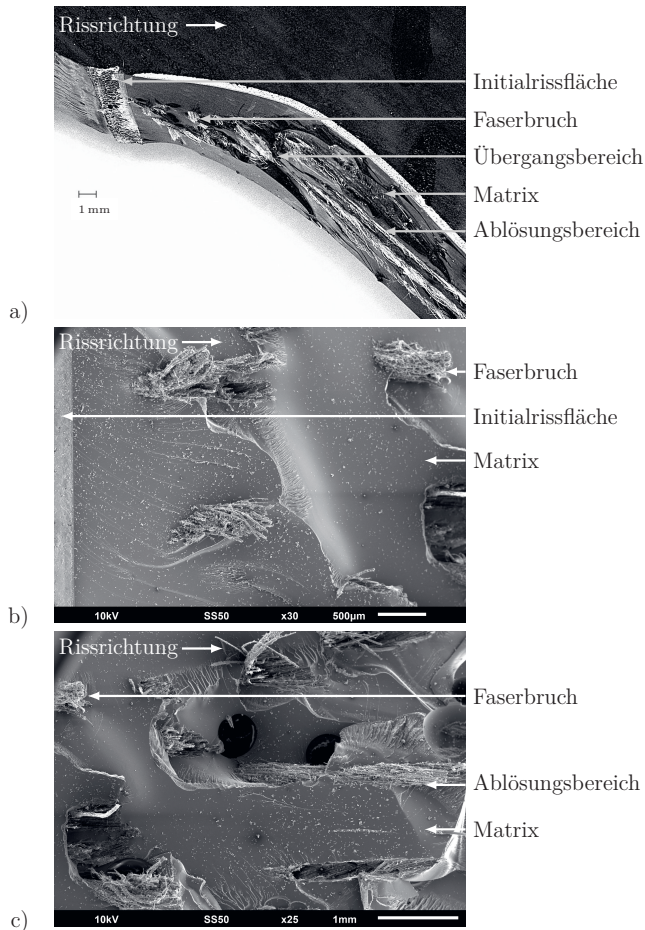 Rissrichtung
Initialrissfläche
Faserbruch
Übergangsbereich
Matrix
Ablösungsbereich
1 mm
a)
Rissrichtung
Faserbruch
Initialrissfläche
Matrix
10kV SS50 x30 500µm
b)
Rissrichtung
Faserbruch
Ablösungsbereich
Matrix
10kV SS50 x25 1mm
c)